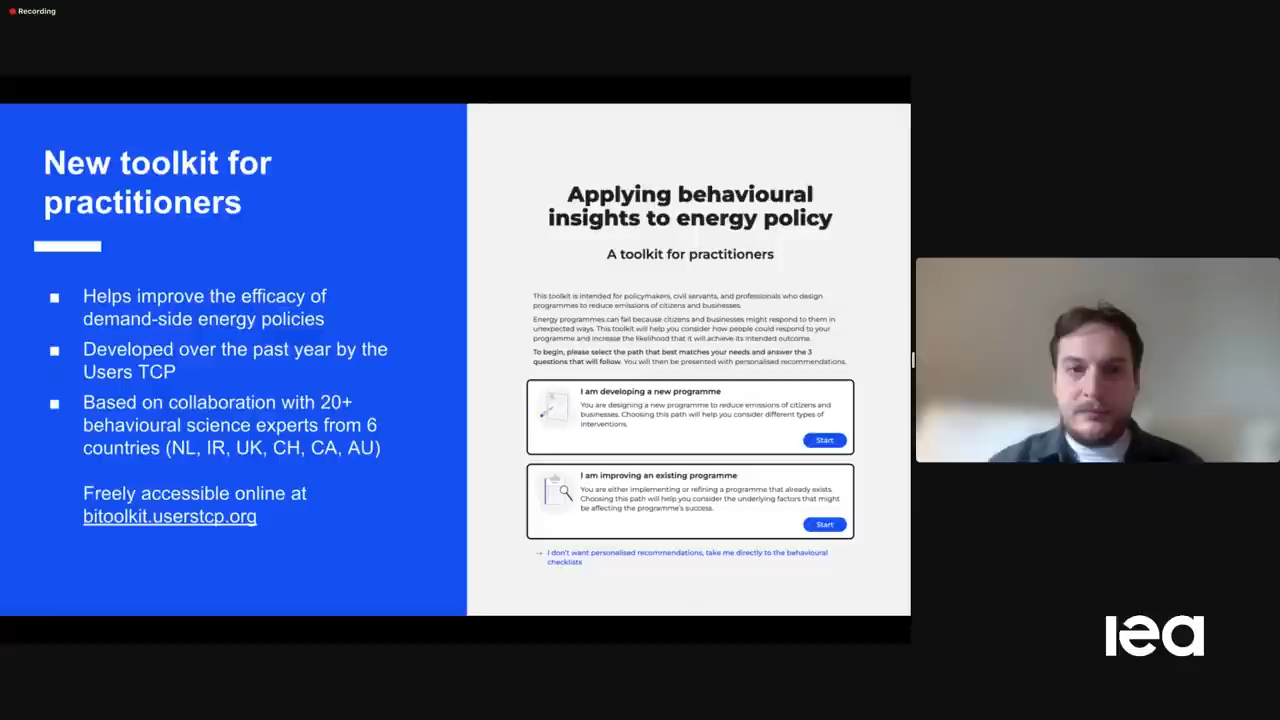 Recording
New toolkit for
practitioners
Helps improve the efficacy of
demand-side energy policies
Developed over the past year by the
Users TCP
Based on collaboration with 20+
behavioural science experts from 6
countries (NL, IR, UK, CH, CA, AU)
Freely accessible online at
bitoolkit.userstcp.org
Applying behavioural
insights to energy policy
A toolkit for practitioners
This toolkit is intended for policymakers, civil servants, and professionals who design
programmes to reduce emissions of citizens and businesses.
Energy programmes can fail because citizens and businesses might respond to them in
unexpected ways. This toolkit will help you consider how people could respond to your
programme and increase the likelihood that it will achieve its intended outcome.
To begin, please select the path that best matches your needs and answer the 3
questions that will follow. You will then be presented with personalised recommendations.
I am developing a new programme
You are designing a new programme to reduce emissions of citizens and
businesses. Choosing this path will help you consider different types of
interventions.
Start
I am improving an existing programme
You are either implementing or refining a programme that already exists.
Choosing this path will help you consider the underlying factors that might
be affecting the programme's success.
Start
→ I don't want personalised recommendations, take me directly to the behavioural
checklists
iea